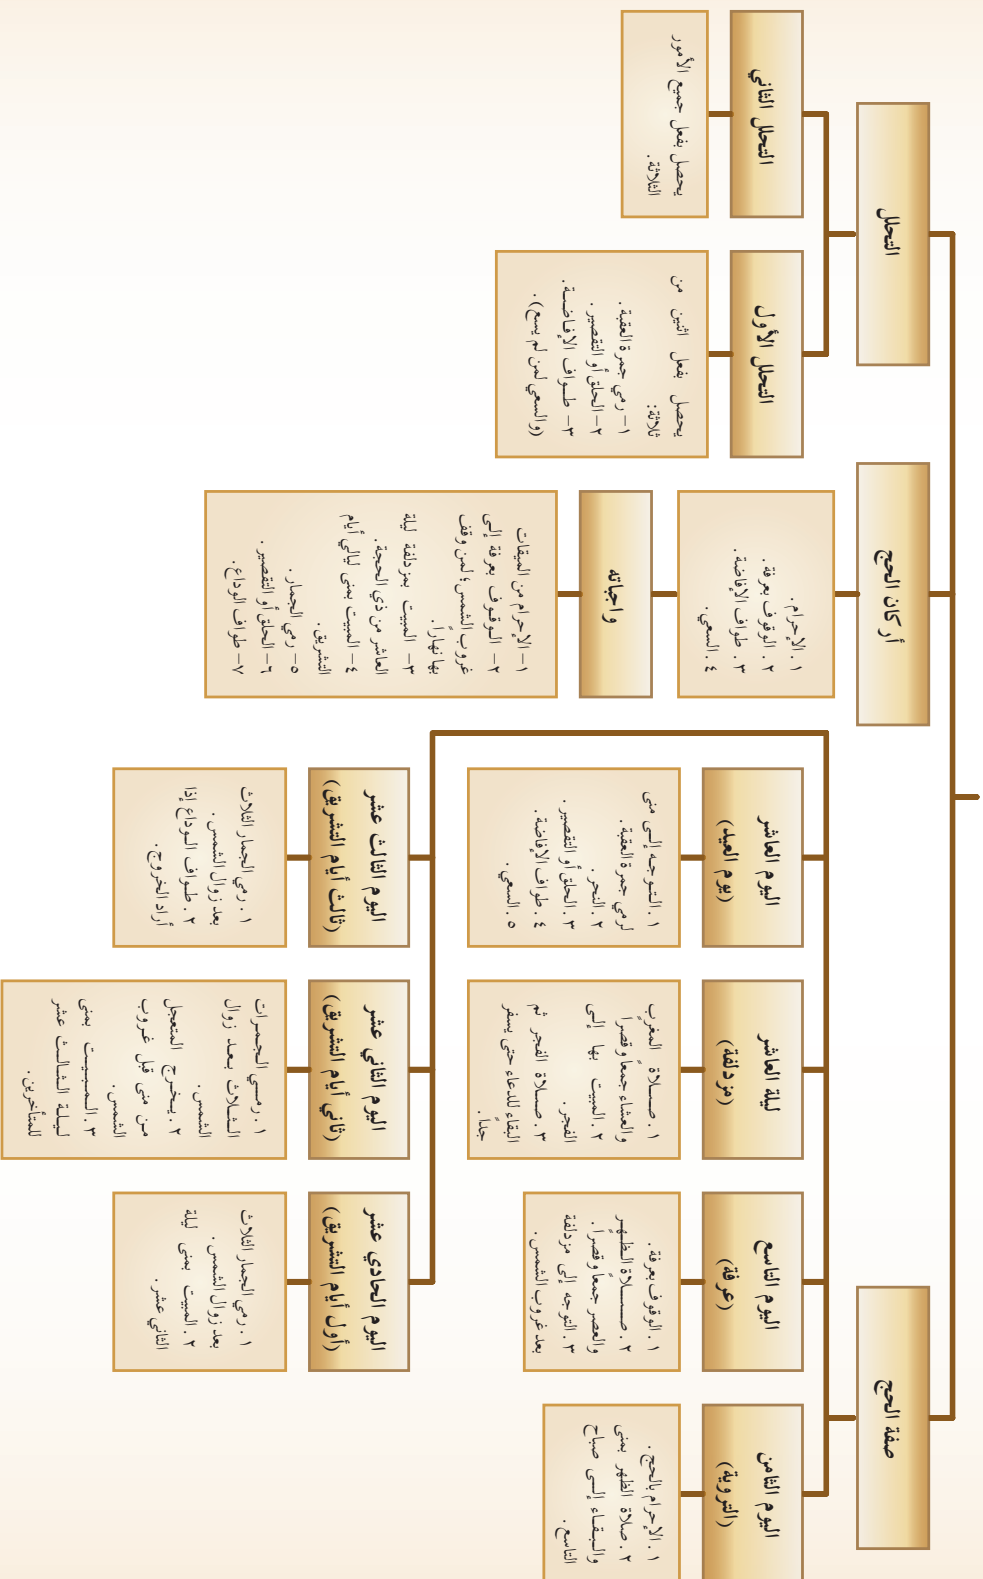 صفة الحج
اليوم الثامن
(التروية)
١. الإحرام بالحج.
٢. صلاة الظهر بمنى
والبقاء إلى صباح
التاسع.
اليوم التاسع
(عرفة)
١. الوقوف بعرفة.
٢. صلاة الظهر
والعصر جمعاً وقصراً.
٣. التوجه إلى مزدلفة
بعد غروب الشمس.
ليلة العاشر
(مزدلفة)
١. صلاة المغرب
والعشاء جمعاً وقصراً
٢. المبيت بها إلى
الفجر.
٣. صلاة الفجر ثم
البقاء للدعاء حتى يسفر
جداً.
اليوم العاشر
(يوم العيد)
١. التوجه إلى منى
لرمي جمرة العقبة.
٢. النحر.
٣. الحلق أو التقصير.
٤. طواف الإفاضة.
٥. السعي.
اليوم الحادي عشر
(أول أيام التشريق)
١. رمي الجمار الثلاث
بعد زوال الشمس.
٢. المبيت بمنى ليلة
الثاني عشر.
اليوم الثاني عشر
(ثاني أيام التشريق)
١. رمي الجمرات
الثلاث بعد زوال
الشمس.
٢. يخرج المتعجل
من منى قبل غروب
الشمس.
٣. المبيت بمنى
ليلة الثالث عشر
للمتأخرين.
اليوم الثالث عشر
(ثالث أيام التشريق)
١. رمي الجمار الثلاث
بعد زوال الشمس.
٢. طواف الوداع إذا
أراد الخروج.
أركان الحج
١. الإحرام.
٢. الوقوف بعرفة.
٣. طواف الإفاضة.
٤. السعي.
واجباته
١- الإحرام من الميقات
٢- الوقوف بعرفة إلى
غروب الشمس؛ لمن وقف
بها نهاراً.
٣- المبيت بمزدلفة ليلة
العاشر من ذي الحجة.
٤- المبيت بمنى ليالي أيام
التشريق.
٥- رمي الجمار.
٦- الحلق أو التقصير.
٧- طواف الوداع.
التحلل
التحلل الأول
يحصل بفعل اثنين من
ثلاثة:
١- رمي جمرة العقبة.
٢- الحلق أو التقصير.
٣- طواف الإفاضة.
(والسعي لمن لم يسع).
التحلل الثاني
يحصل بفعل جميع الأمور
الثلاثة.